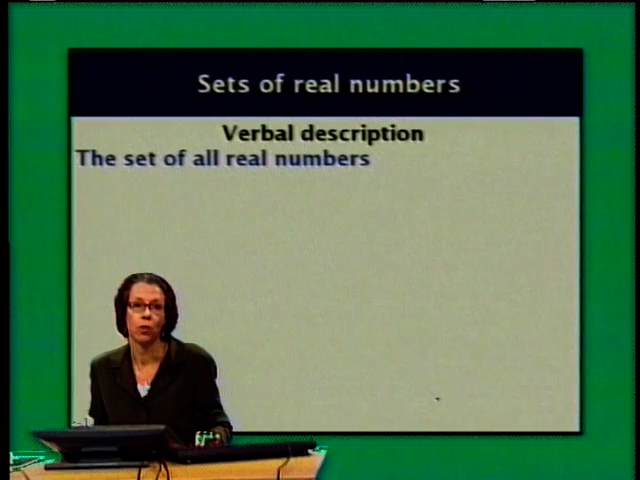 Sets of real numbers
Verbal description
The set of all real numbers